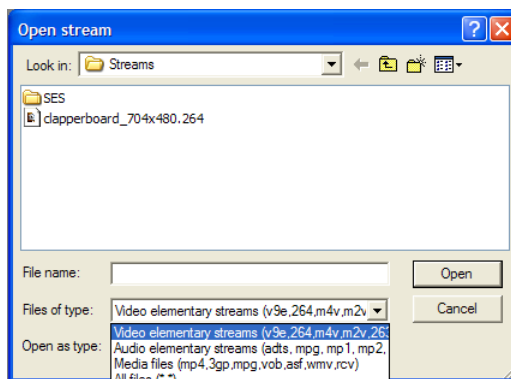 Open stream
Look in: Streams
SES
clapperboard_704x480.264
File name: Open
Files of type: Video elementary streams (v9e,264,m4v,m2v Cancel
Video elementary streams (v9e,264,m4v,m2v,263
Open as type: Audio elementary streams (adts, mpg, mp1, mp2,
Media files (mp4,3gp,mpg,vob,asf,wmv,rcv)
All files (*.*)